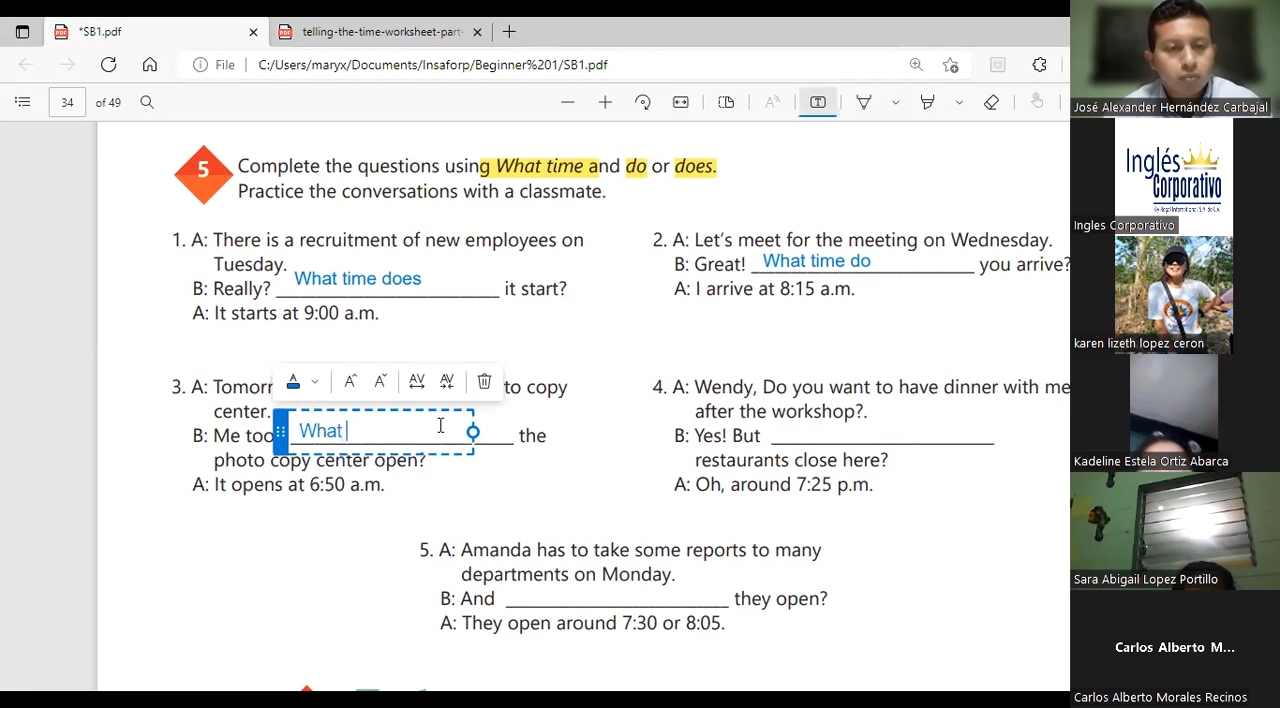 *SB1.pdf
telling-the-time-worksheet-part-
File
C:/Users/maryx/Documents/Insaforp/Beginner%201/SB1.pdf
34 of 49
5
Complete the questions using What time and do or does.
Practice the conversations with a classmate.
1. A: There is a recruitment of new employees on
Tuesday.
What time does
B: Really? ____________________ it start?
A: It starts at 9:00 a.m.
2. A: Let's meet for the meeting on Wednesday.
What time do
B: Great! ____________________ you arrive?
A: I arrive at 8:15 a.m.
3. A: Tomorr to copy
center.
What
B: Me too ____________________ the
photo copy center open?
A: It opens at 6:50 a.m.
4. A: Wendy, Do you want to have dinner with me
after the workshop?.
B: Yes! But ____________________
restaurants close here?
A: Oh, around 7:25 p.m.
5. A: Amanda has to take some reports to many
departments on Monday.
B: And ____________________ they open?
A: They open around 7:30 or 8:05.
José Alexander Hernández Carbajal
Inglés
Corporativo
Ingles Corporativo
karen lizeth lopez ceron
Kadeline Estela Ortiz Abarca
Sara Abigail Lopez Portillo
Carlos Alberto M...
Carlos Alberto Morales Recinos